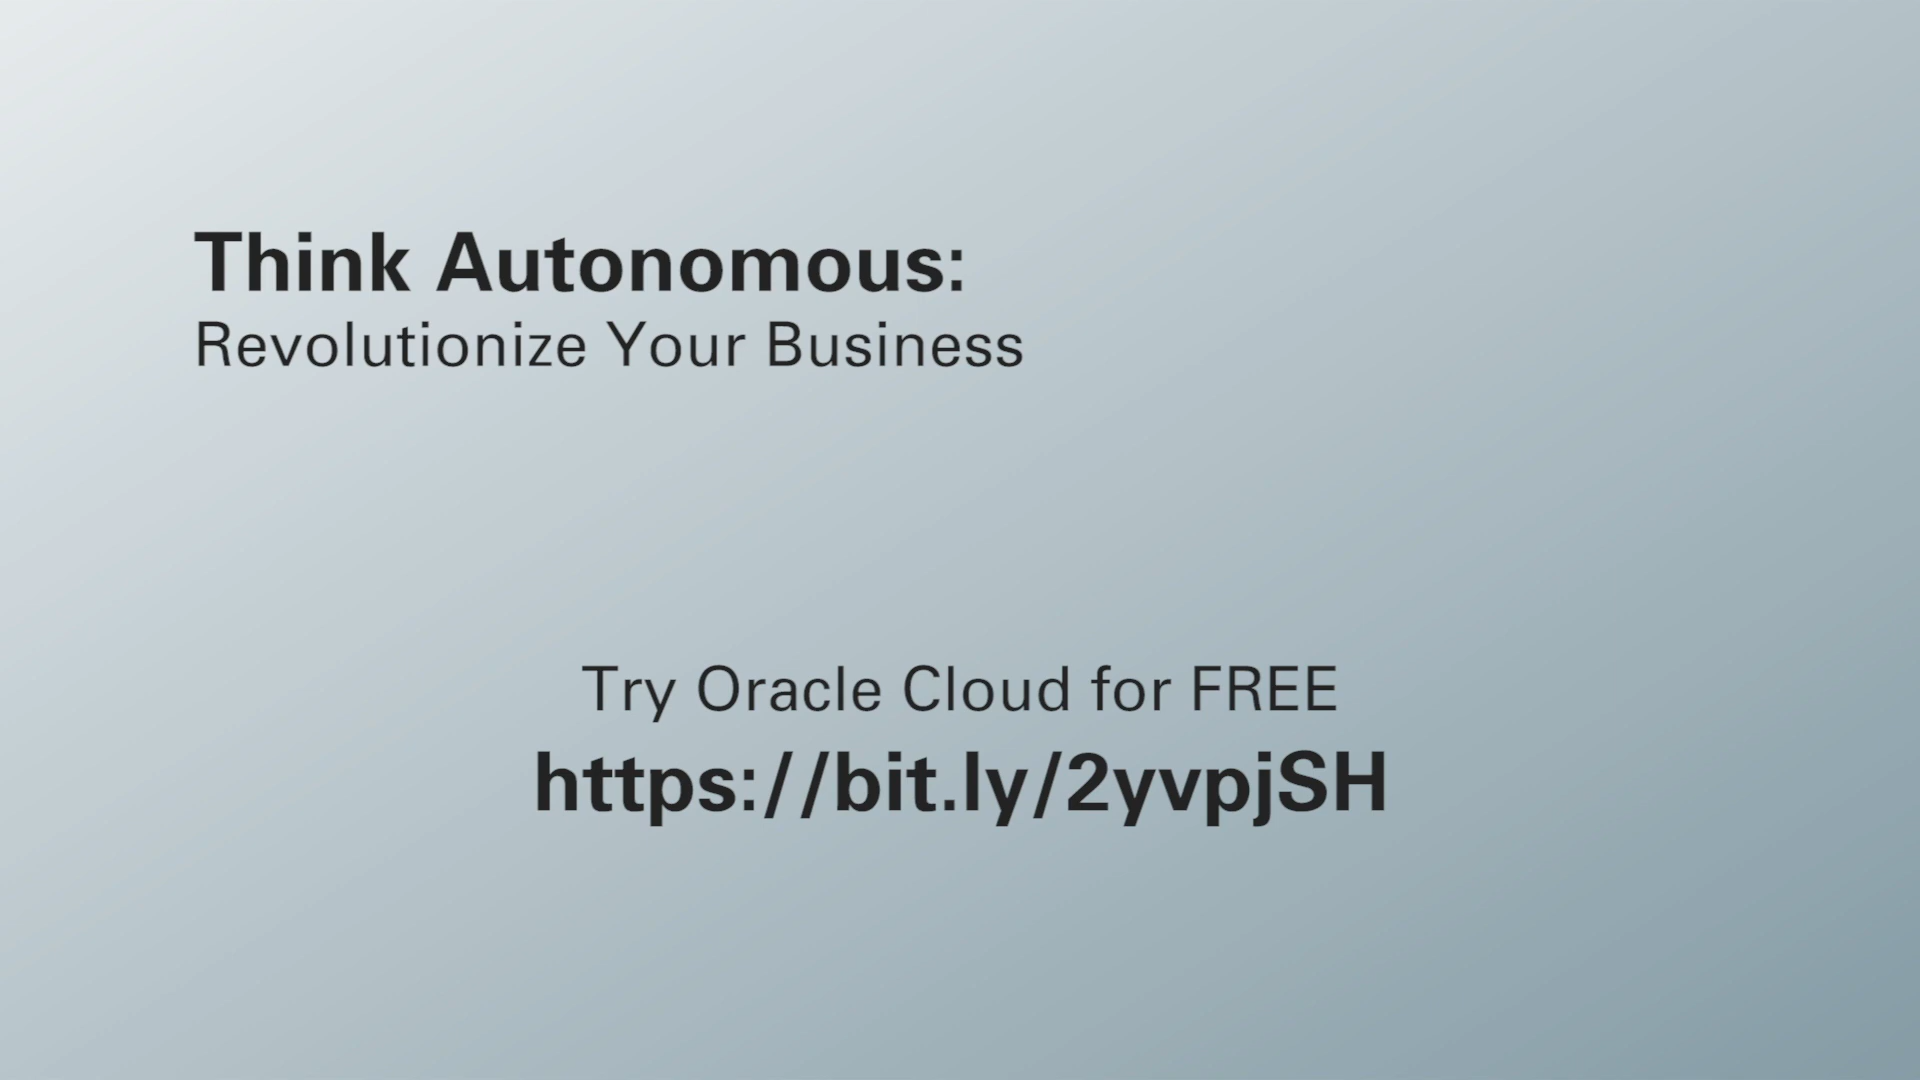 Think Autonomous:
Revolutionize Your Business
Try Oracle Cloud for FREE
https://bit.ly/2yvpjSH